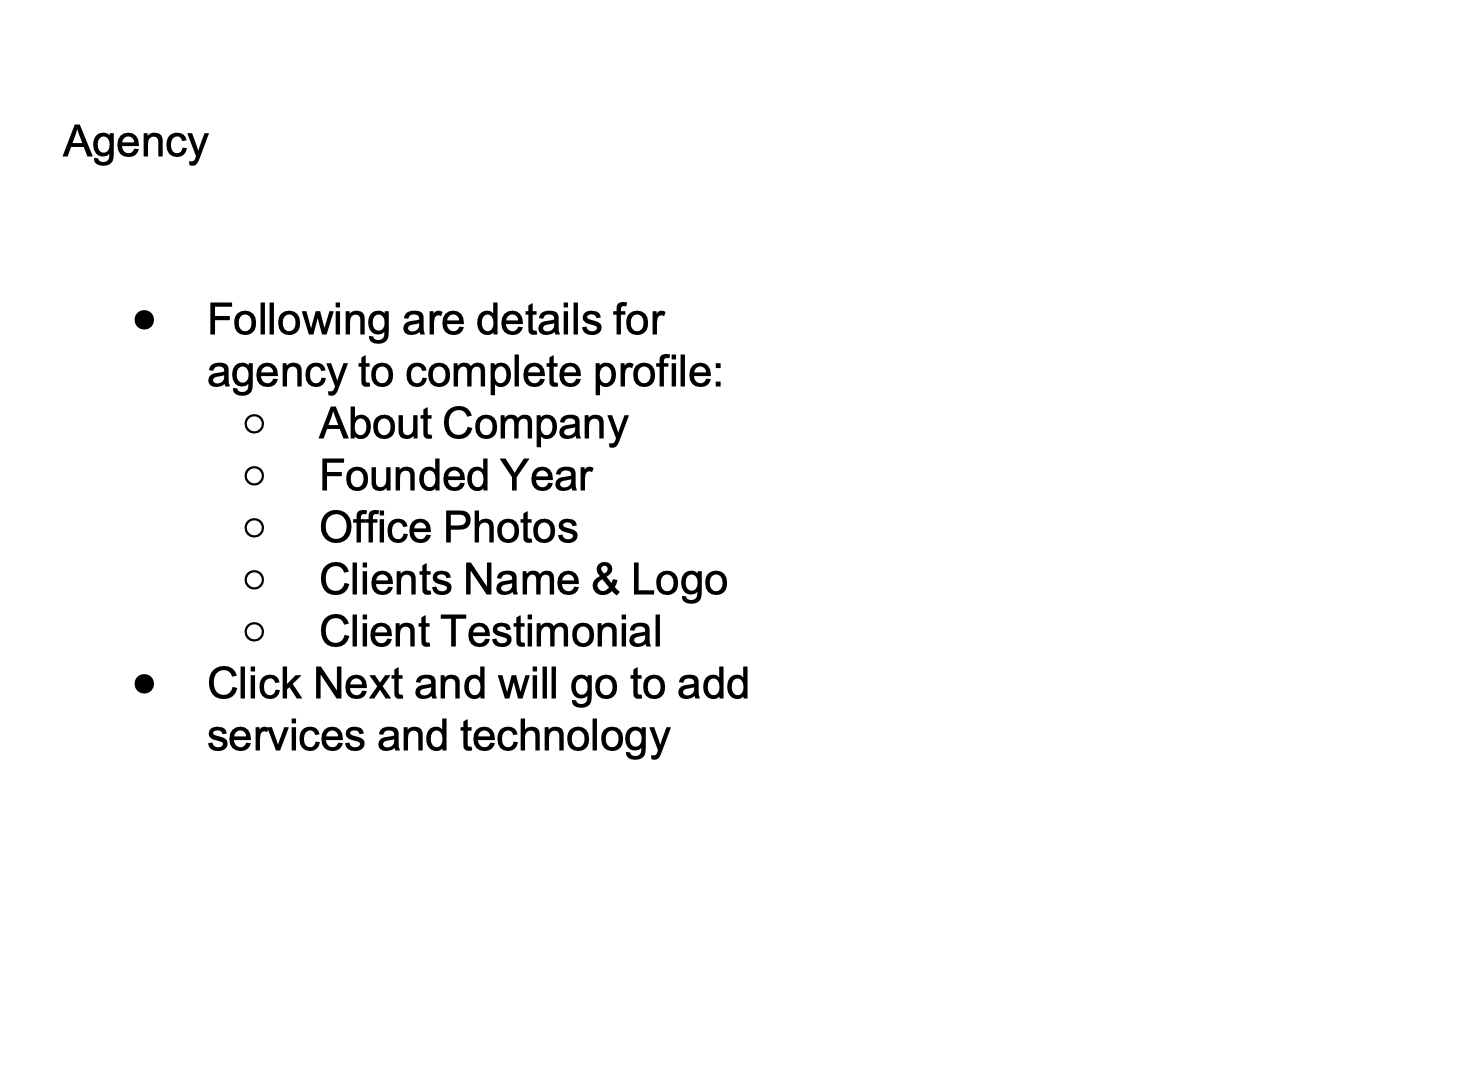 Agency
● Following are details for
agency to complete profile:
○ About Company
○ Founded Year
○ Office Photos
○ Clients Name & Logo
○ Client Testimonial
● Click Next and will go to add
services and technology